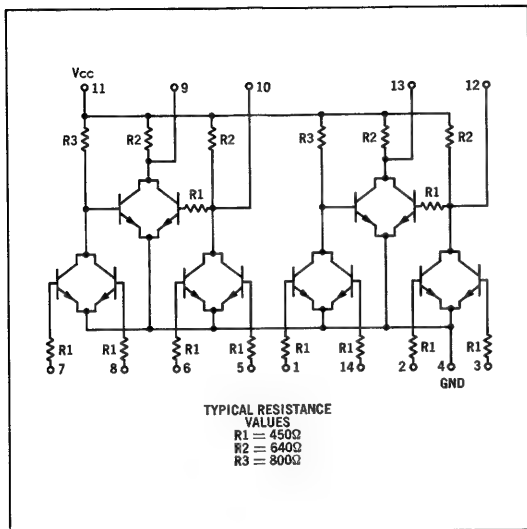 Vcc
11 9 10 13 12
R3 R2 R2 R3 R2 R2
R1 R1
R1 R1 R1 R1 R1 R1 R1 R1
7 8 6 5 1 14 2 4 3
GND
TYPICAL RESISTANCE
VALUES
R1 = 450Ω
R2 = 640Ω
R3 = 800Ω